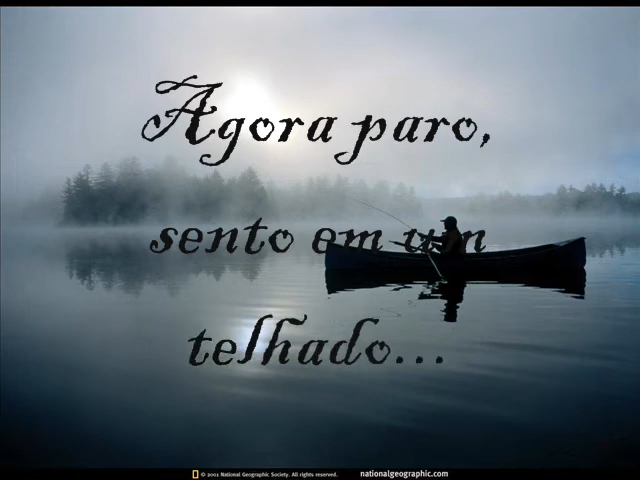 Agora paro,
sento em um
telhado...
© 2002 National Geographic Society. All rights reserved. nationalgeographic.com